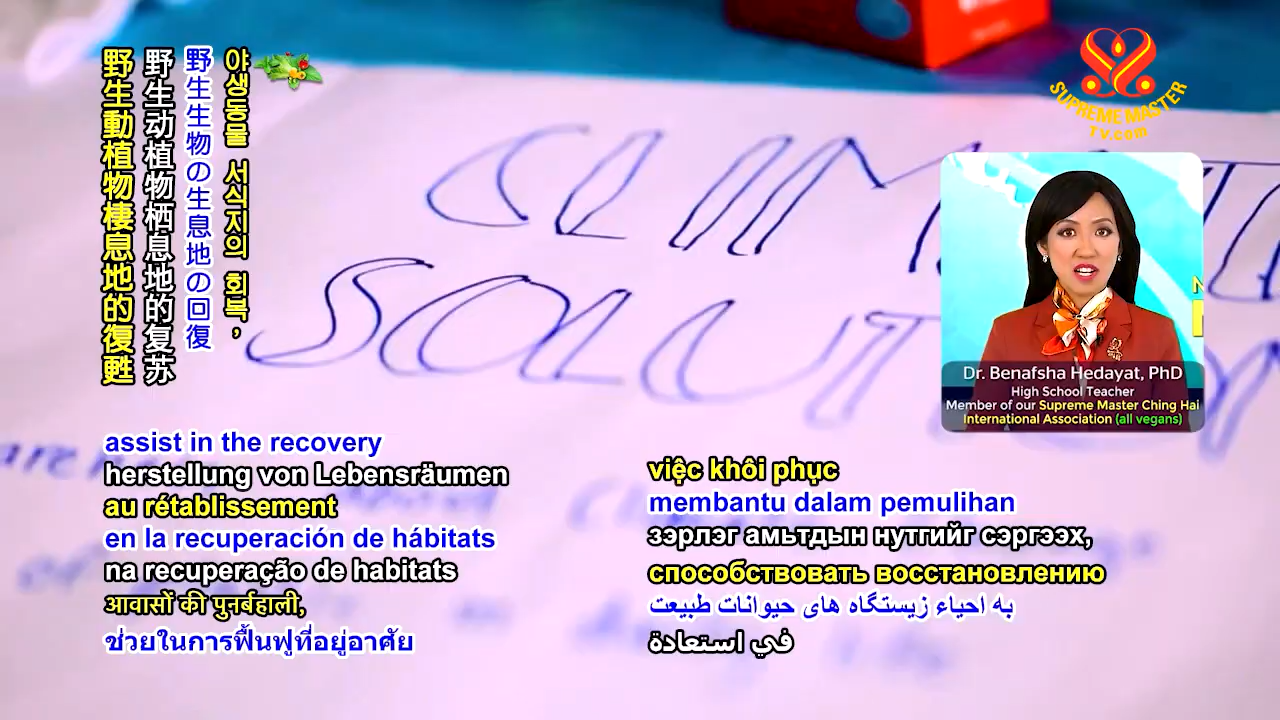 野生動植物棲息地的復甦
野生动植物栖息地的复苏
野生生物の生息地の回復
야생동물 서식지의 회복,
SUPREME MASTER
TV.com
CLIMATE
SOLUTION
Dr. Benafsha Hedayat, PhD
High School Teacher
Member of our Supreme Master Ching Hai
International Association (all vegans)
assist in the recovery
herstellung von Lebensräumen
au rétablissement
en la recuperación de hábitats
na recuperação de habitats
आवासों की पुनर्बहाली,
ช่วยในการฟื้นฟูที่อยู่อาศัย
việc khôi phục
membantu dalam pemulihan
зэрлэг амьтдын нутгийг сэргээх,
способствовать восстановлению
به احیاء زیستگاه های حیوانات طبیعت
في استعادة